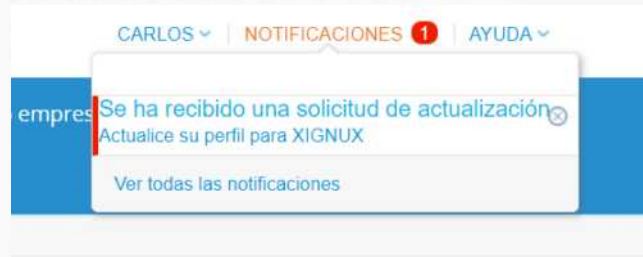 CARLOS NOTIFICACIONES 1 AYUDA
o empres
Se ha recibido una solicitud de actualización
Actualice su perfil para XIGNUX
Ver todas las notificaciones